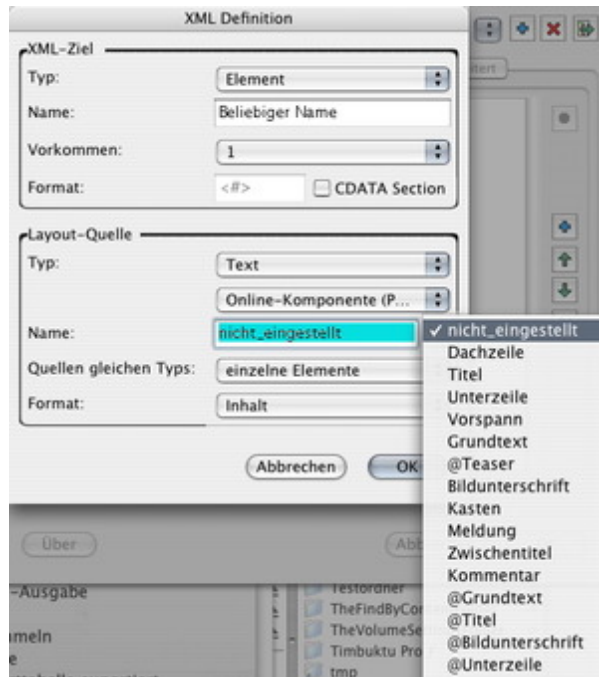 XML Definition
XML-Ziel
Typ: Element
Name: Beliebiger Name
Vorkommen: 1
Format: <#> CDATA Section
Layout-Quelle
Typ: Text
Online-Komponente (P...
Name: nicht_eingestellt
Quellen gleichen Typs: einzelne Elemente
Format: Inhalt
Abbrechen OK
✓ nicht_eingestellt
Dachzeile
Titel
Unterzeile
Vorspann
Grundtext
@Teaser
Bildunterschrift
Kasten
Meldung
Zwischentitel
Kommentar
@Grundtext
@Titel
@Bildunterschrift
@Unterzeile
Über
-Ausgabe
Testordner
TheFindByCon
TheVolumeSe
Timbuktu Pro
tmp